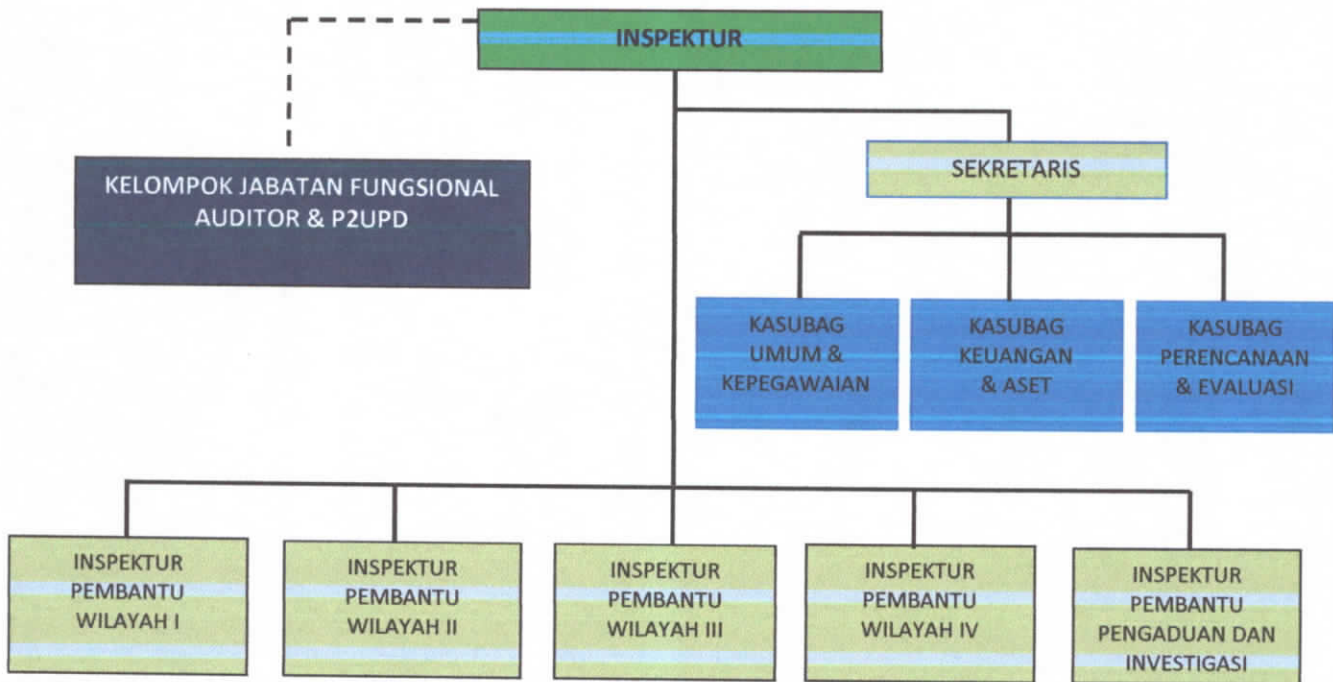 INSPEKTUR
KELOMPOK JABATAN FUNGSIONAL
AUDITOR & P2UPD
SEKRETARIS
KASUBAG
UMUM &
KEPEGAWAIAN
KASUBAG
KEUANGAN
& ASET
KASUBAG
PERENCANAAN
& EVALUASI
INSPEKTUR
PEMBANTU
WILAYAH I
INSPEKTUR
PEMBANTU
WILAYAH II
INSPEKTUR
PEMBANTU
WILAYAH III
INSPEKTUR
PEMBANTU
WILAYAH IV
INSPEKTUR
PEMBANTU
PENGADUAN DAN
INVESTIGASI